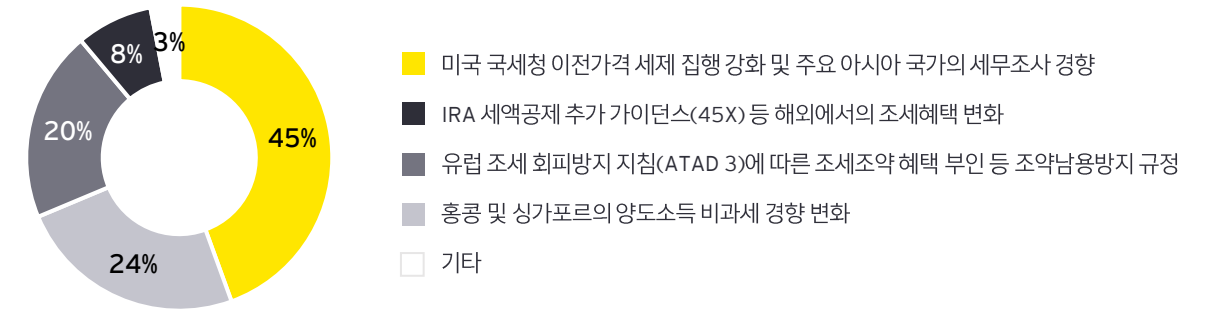 3%
8%
20%
45%
24%
미국 국세청 이전가격 세제 집행 강화 및 주요 아시아 국가의 세무조사 경향
IRA 세액공제 추가 가이던스(45X) 등 해외에서의 조세혜택 변화
유럽 조세 회피방지 지침(ATAD 3)에 따른 조세조약 혜택 부인 등 조약남용방지 규정
홍콩 및 싱가포르의 양도소득 비과세 경향 변화
기타